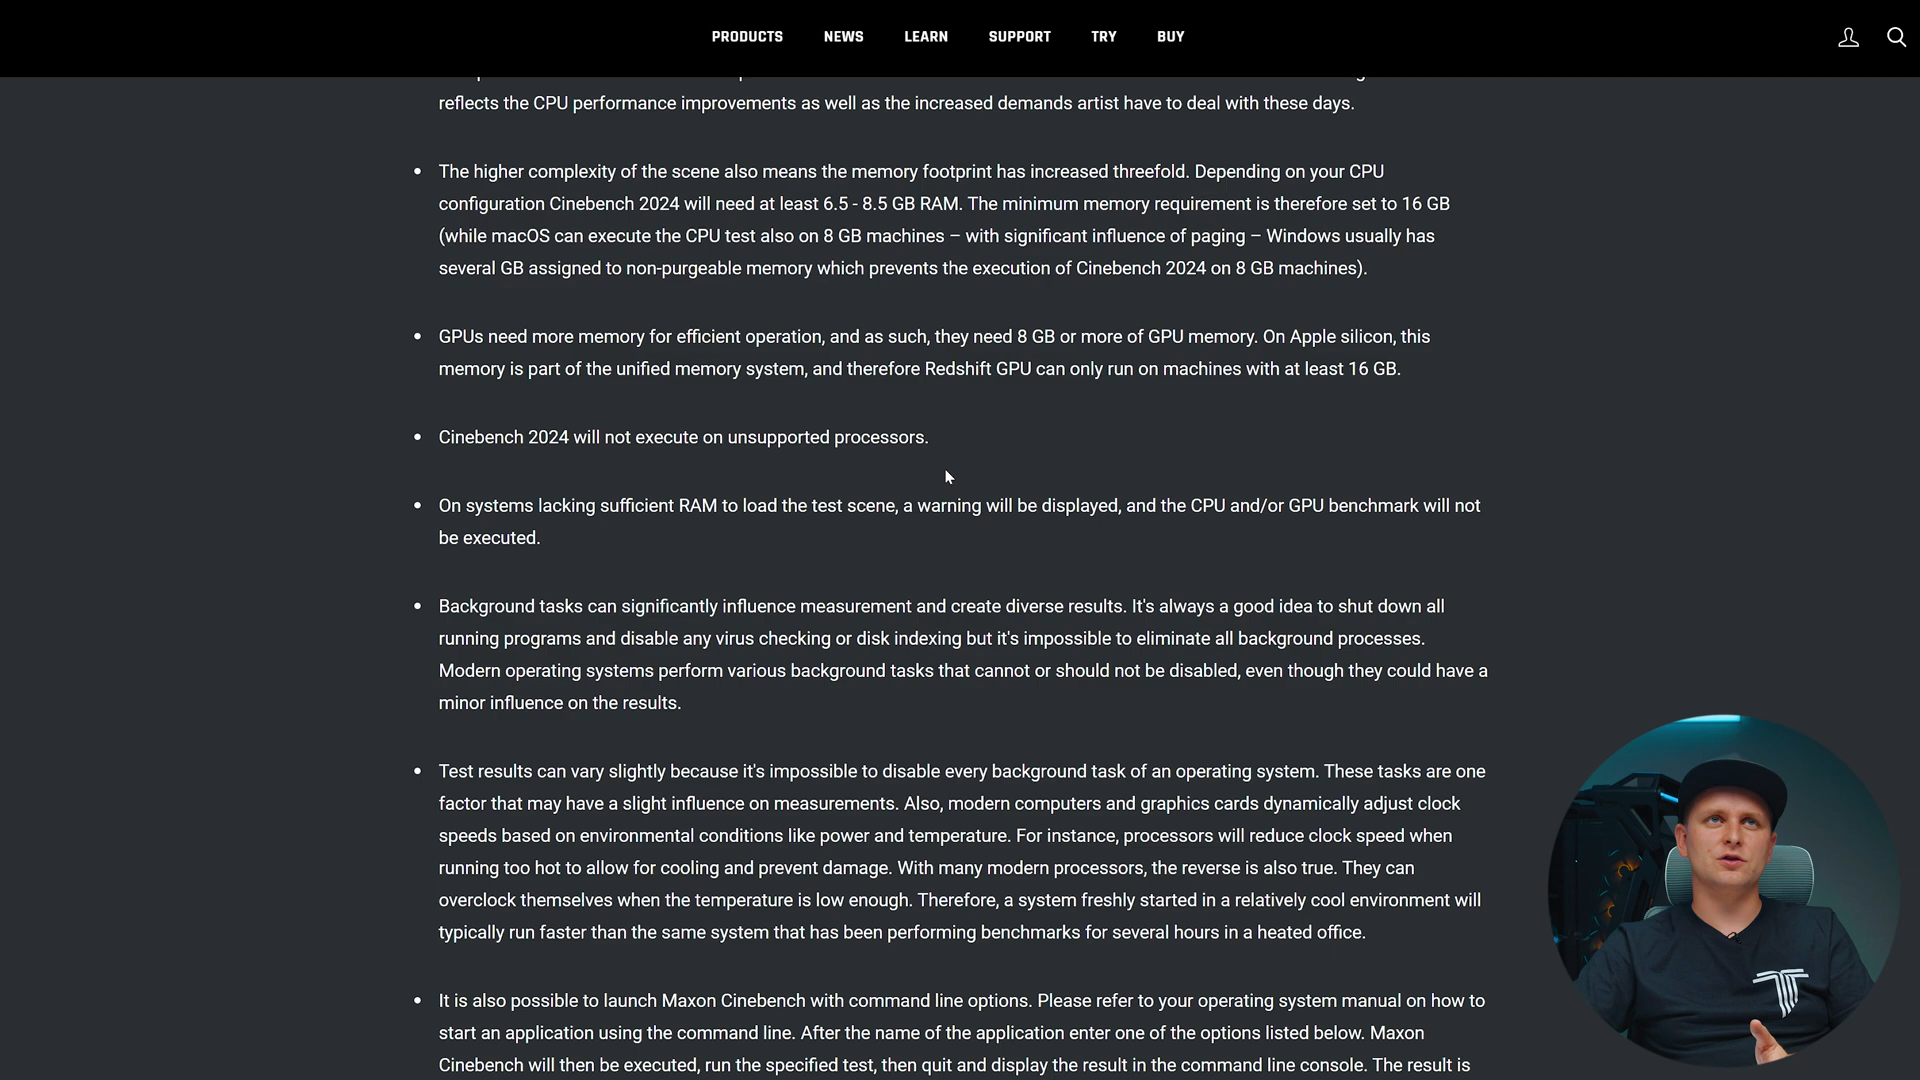 PRODUCTS NEWS LEARN SUPPORT TRY BUY
reflects the CPU performance improvements as well as the increased demands artist have to deal with these days.
The higher complexity of the scene also means the memory footprint has increased threefold. Depending on your CPU
configuration Cinebench 2024 will need at least 6.5 - 8.5 GB RAM. The minimum memory requirement is therefore set to 16 GB
(while macOS can execute the CPU test also on 8 GB machines – with significant influence of paging – Windows usually has
several GB assigned to non-purgeable memory which prevents the execution of Cinebench 2024 on 8 GB machines).
GPUs need more memory for efficient operation, and as such, they need 8 GB or more of GPU memory. On Apple silicon, this
memory is part of the unified memory system, and therefore Redshift GPU can only run on machines with at least 16 GB.
Cinebench 2024 will not execute on unsupported processors.
On systems lacking sufficient RAM to load the test scene, a warning will be displayed, and the CPU and/or GPU benchmark will not
be executed.
Background tasks can significantly influence measurement and create diverse results. It's always a good idea to shut down all
running programs and disable any virus checking or disk indexing but it's impossible to eliminate all background processes.
Modern operating systems perform various background tasks that cannot or should not be disabled, even though they could have a
minor influence on the results.
Test results can vary slightly because it's impossible to disable every background task of an operating system. These tasks are one
factor that may have a slight influence on measurements. Also, modern computers and graphics cards dynamically adjust clock
speeds based on environmental conditions like power and temperature. For instance, processors will reduce clock speed when
running too hot to allow for cooling and prevent damage. With many modern processors, the reverse is also true. They can
overclock themselves when the temperature is low enough. Therefore, a system freshly started in a relatively cool environment will
typically run faster than the same system that has been performing benchmarks for several hours in a heated office.
It is also possible to launch Maxon Cinebench with command line options. Please refer to your operating system manual on how to
start an application using the command line. After the name of the application enter one of the options listed below. Maxon
Cinebench will then be executed, run the specified test, then quit and display the result in the command line console. The result is